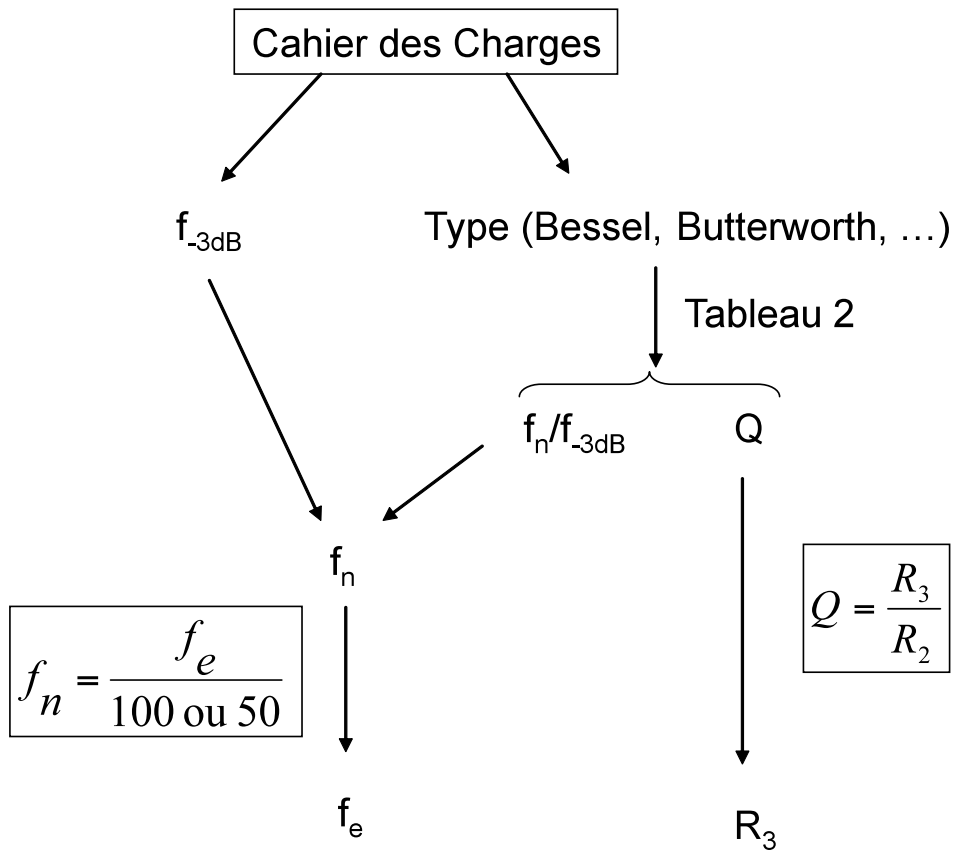 Cahier des Charges
f-3dB
Type (Bessel, Butterworth, …)
Tableau 2
fn/f-3dB
Q
fn
fn = fe / 100 ou 50
Q = R3 / R2
fe
R3